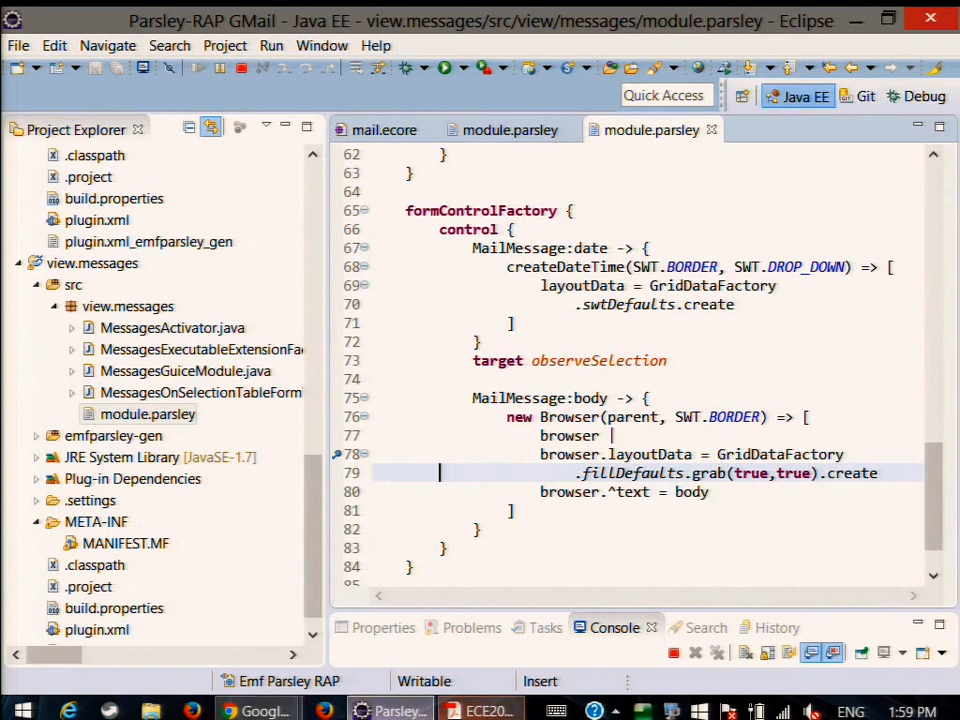 Parsley-RAP GMail - Java EE - view.messages/src/view/messages/module.parsley - Eclipse
File Edit Navigate Search Project Run Window Help
Quick Access
Java EE
Git
Debug
Project Explorer
mail.ecore
module.parsley
module.parsley
.classpath
.project
build.properties
plugin.xml
plugin.xml_emfparsley_gen
view.messages
src
view.messages
MessagesActivator.java
MessagesExecutableExtensionFa
MessagesGuiceModule.java
MessagesOnSelectionTableForm
module.parsley
emfparsley-gen
JRE System Library [JavaSE-1.7]
Plug-in Dependencies
.settings
META-INF
MANIFEST.MF
.classpath
.project
build.properties
plugin.xml
62 }
63 }
64
65 formControlFactory {
66 control {
67 MailMessage:date -> {
68 createDateTime(SWT.BORDER, SWT.DROP_DOWN) => [
69 layoutData = GridDataFactory
70 .swtDefaults.create
71 ]
72 }
73 target observeSelection
74
75 MailMessage:body -> {
76 new Browser(parent, SWT.BORDER) => [
77 browser |
78 browser.layoutData = GridDataFactory
79 .fillDefaults.grab(true,true).create
80 browser.^text = body
81 ]
82 }
83 }
84 }
85
Properties Problems Tasks Console Search History
Emf Parsley RAP Writable Insert
Googl...
Parsley...
ECE20...
ENG 1:59 PM